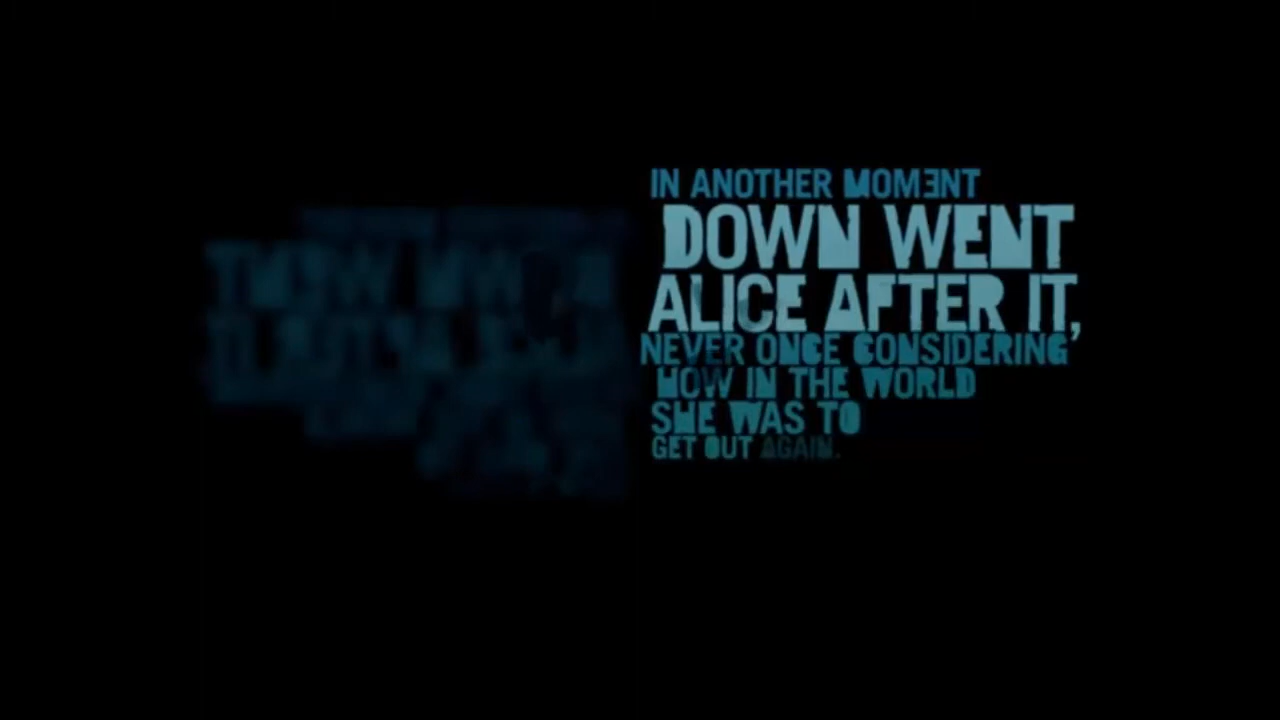 IN ANOTHER MOMENT
DOWN WENT
ALICE AFTER IT,
NEVER ONCE CONSIDERING
HOW IN THE WORLD
SHE WAS TO
GET OUT AGAIN.